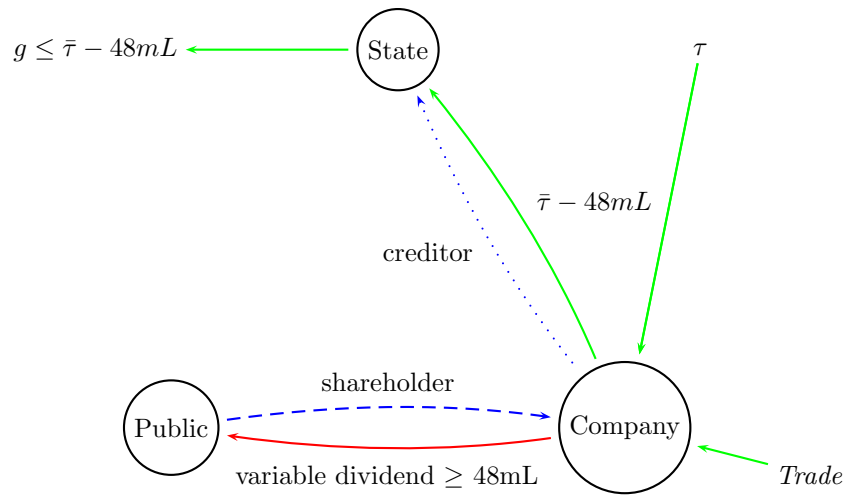 g ≤ τ̄ − 48mL
State
τ
τ̄ − 48mL
creditor
shareholder
Public
Company
variable dividend ≥ 48mL
Trade